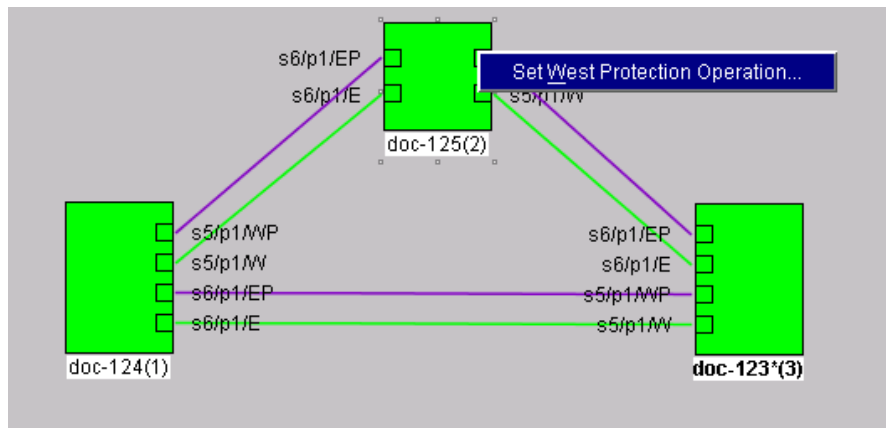 s6/p1/EP
Set West Protection Operation...
s6/p1/E
s5/p1/W
doc-125(2)
s5/p1/WP
s6/p1/EP
s5/p1/W
s6/p1/E
s6/p1/EP
s5/p1/WP
s6/p1/E
s5/p1/W
doc-124(1)
doc-123*(3)